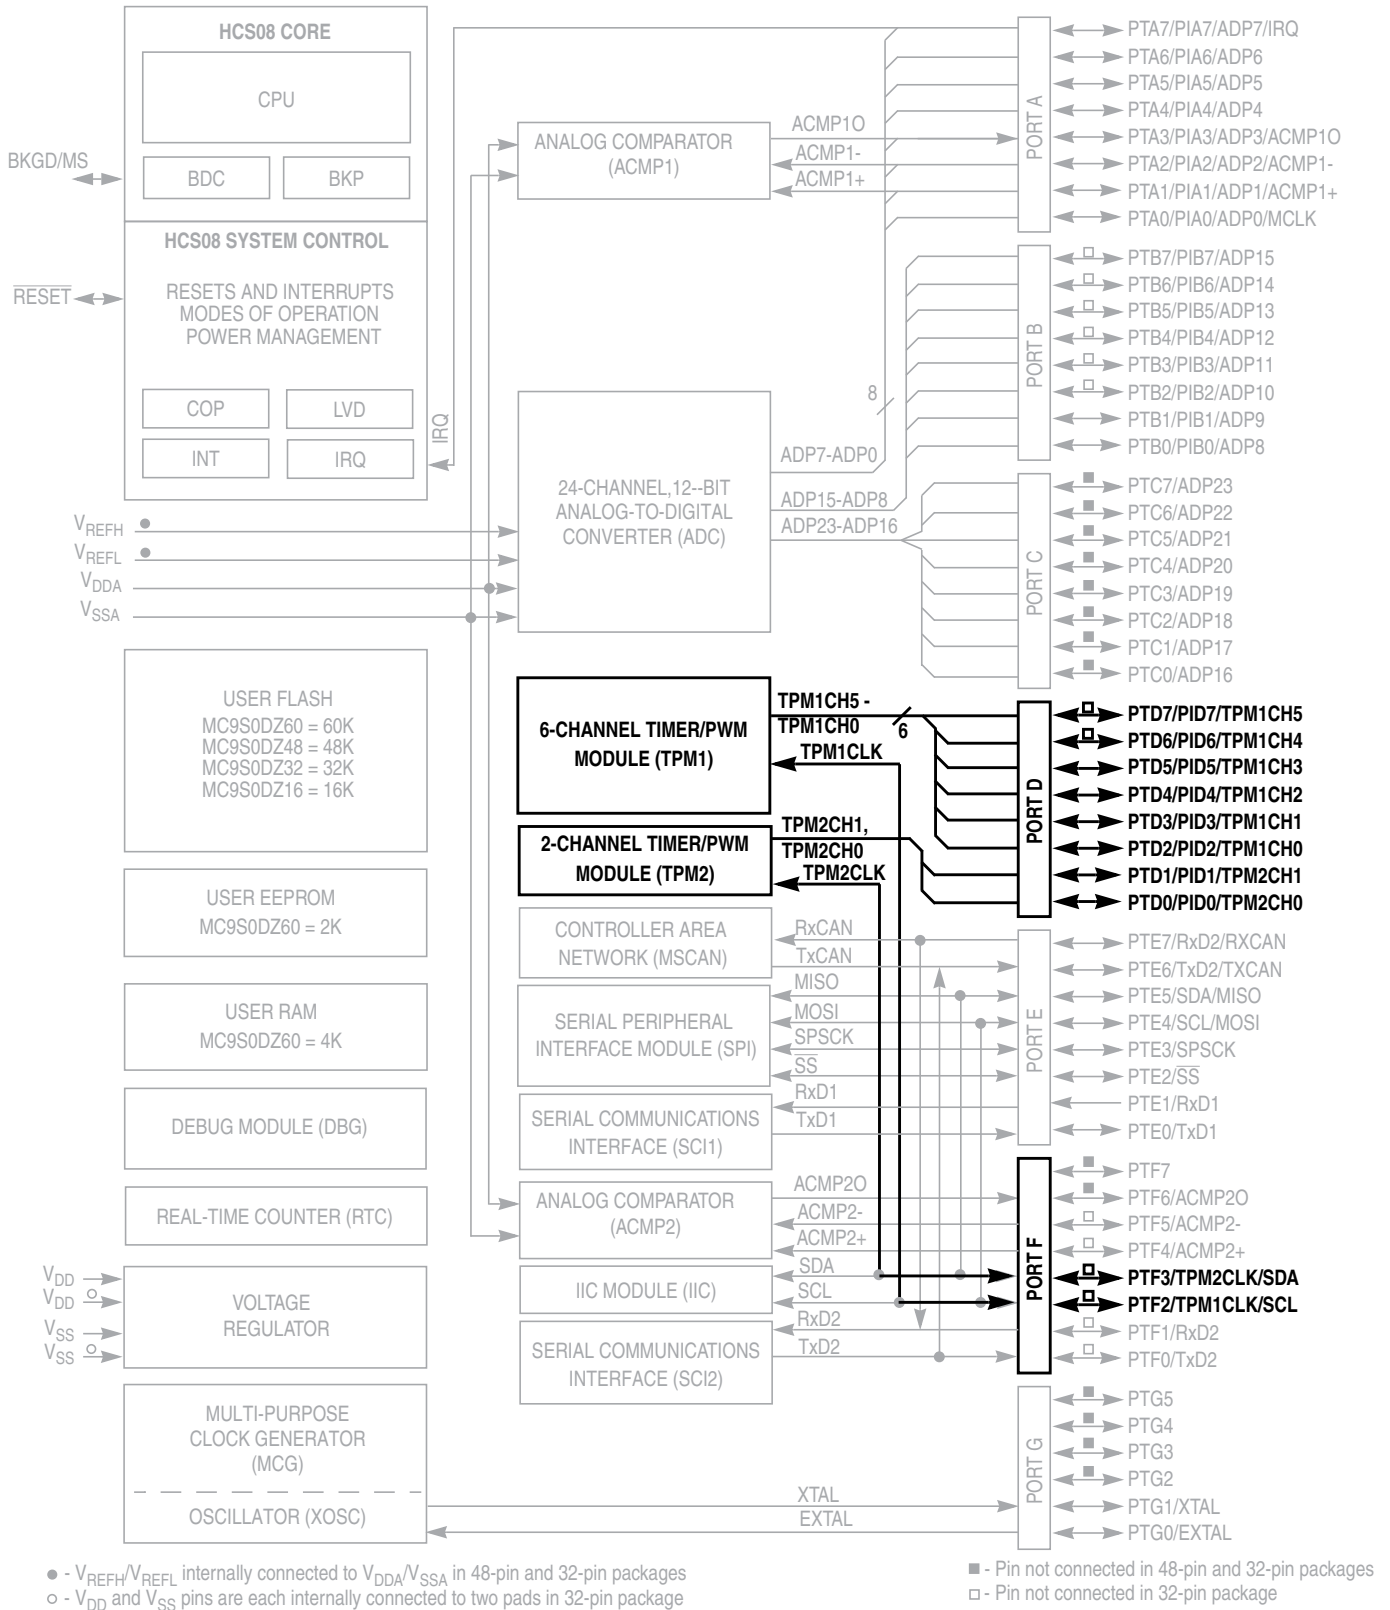 HCS08 CORE
CPU
BDC
BKP
BKGD/MS
HCS08 SYSTEM CONTROL
RESETS AND INTERRUPTS
MODES OF OPERATION
POWER MANAGEMENT
COP
LVD
INT
IRQ
RESET
IRQ
VREFH
VREFL
VDDA
VSSA
USER FLASH
MC9S0DZ60 = 60K
MC9S0DZ48 = 48K
MC9S0DZ32 = 32K
MC9S0DZ16 = 16K
USER EEPROM
MC9S0DZ60 = 2K
USER RAM
MC9S0DZ60 = 4K
DEBUG MODULE (DBG)
REAL-TIME COUNTER (RTC)
VDD
VDD
VSS
VSS
VOLTAGE
REGULATOR
MULTI-PURPOSE
CLOCK GENERATOR
(MCG)
OSCILLATOR (XOSC)
ANALOG COMPARATOR
(ACMP1)
ACMP1O
ACMP1-
ACMP1+
24-CHANNEL,12--BIT
ANALOG-TO-DIGITAL
CONVERTER (ADC)
8
ADP7-ADP0
ADP15-ADP8
ADP23-ADP16
6-CHANNEL TIMER/PWM
MODULE (TPM1)
TPM1CH5 -
TPM1CH0
6
TPM1CLK
2-CHANNEL TIMER/PWM
MODULE (TPM2)
TPM2CH1,
TPM2CH0
TPM2CLK
CONTROLLER AREA
NETWORK (MSCAN)
RxCAN
TxCAN
SERIAL PERIPHERAL
INTERFACE MODULE (SPI)
MISO
MOSI
SPSCK
SS
SERIAL COMMUNICATIONS
INTERFACE (SCI1)
RxD1
TxD1
ANALOG COMPARATOR
(ACMP2)
ACMP2O
ACMP2-
ACMP2+
IIC MODULE (IIC)
SDA
SCL
SERIAL COMMUNICATIONS
INTERFACE (SCI2)
RxD2
TxD2
XTAL
EXTAL
PORT A
PTA7/PIA7/ADP7/IRQ
PTA6/PIA6/ADP6
PTA5/PIA5/ADP5
PTA4/PIA4/ADP4
PTA3/PIA3/ADP3/ACMP1O
PTA2/PIA2/ADP2/ACMP1-
PTA1/PIA1/ADP1/ACMP1+
PTA0/PIA0/ADP0/MCLK
PORT B
PTB7/PIB7/ADP15
PTB6/PIB6/ADP14
PTB5/PIB5/ADP13
PTB4/PIB4/ADP12
PTB3/PIB3/ADP11
PTB2/PIB2/ADP10
PTB1/PIB1/ADP9
PTB0/PIB0/ADP8
PORT C
PTC7/ADP23
PTC6/ADP22
PTC5/ADP21
PTC4/ADP20
PTC3/ADP19
PTC2/ADP18
PTC1/ADP17
PTC0/ADP16
PORT D
PTD7/PID7/TPM1CH5
PTD6/PID6/TPM1CH4
PTD5/PID5/TPM1CH3
PTD4/PID4/TPM1CH2
PTD3/PID3/TPM1CH1
PTD2/PID2/TPM1CH0
PTD1/PID1/TPM2CH1
PTD0/PID0/TPM2CH0
PORT E
PTE7/RxD2/RXCAN
PTE6/TxD2/TXCAN
PTE5/SDA/MISO
PTE4/SCL/MOSI
PTE3/SPSCK
PTE2/SS
PTE1/RxD1
PTE0/TxD1
PORT F
PTF7
PTF6/ACMP2O
PTF5/ACMP2-
PTF4/ACMP2+
PTF3/TPM2CLK/SDA
PTF2/TPM1CLK/SCL
PTF1/RxD2
PTF0/TxD2
PORT G
PTG5
PTG4
PTG3
PTG2
PTG1/XTAL
PTG0/EXTAL
● - VREFH/VREFL internally connected to VDDA/VSSA in 48-pin and 32-pin packages
○ - VDD and VSS pins are each internally connected to two pads in 32-pin package
■ - Pin not connected in 48-pin and 32-pin packages
□ - Pin not connected in 32-pin package